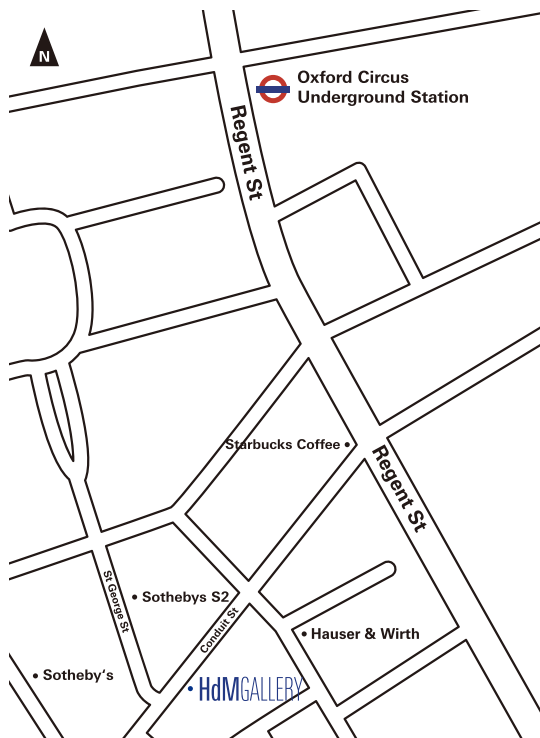 N
Oxford Circus
Underground Station
Regent St
Starbucks Coffee
Regent St
St George St
Sothebys S2
Conduit St
Hauser & Wirth
Sotheby's
HdMGALLERY